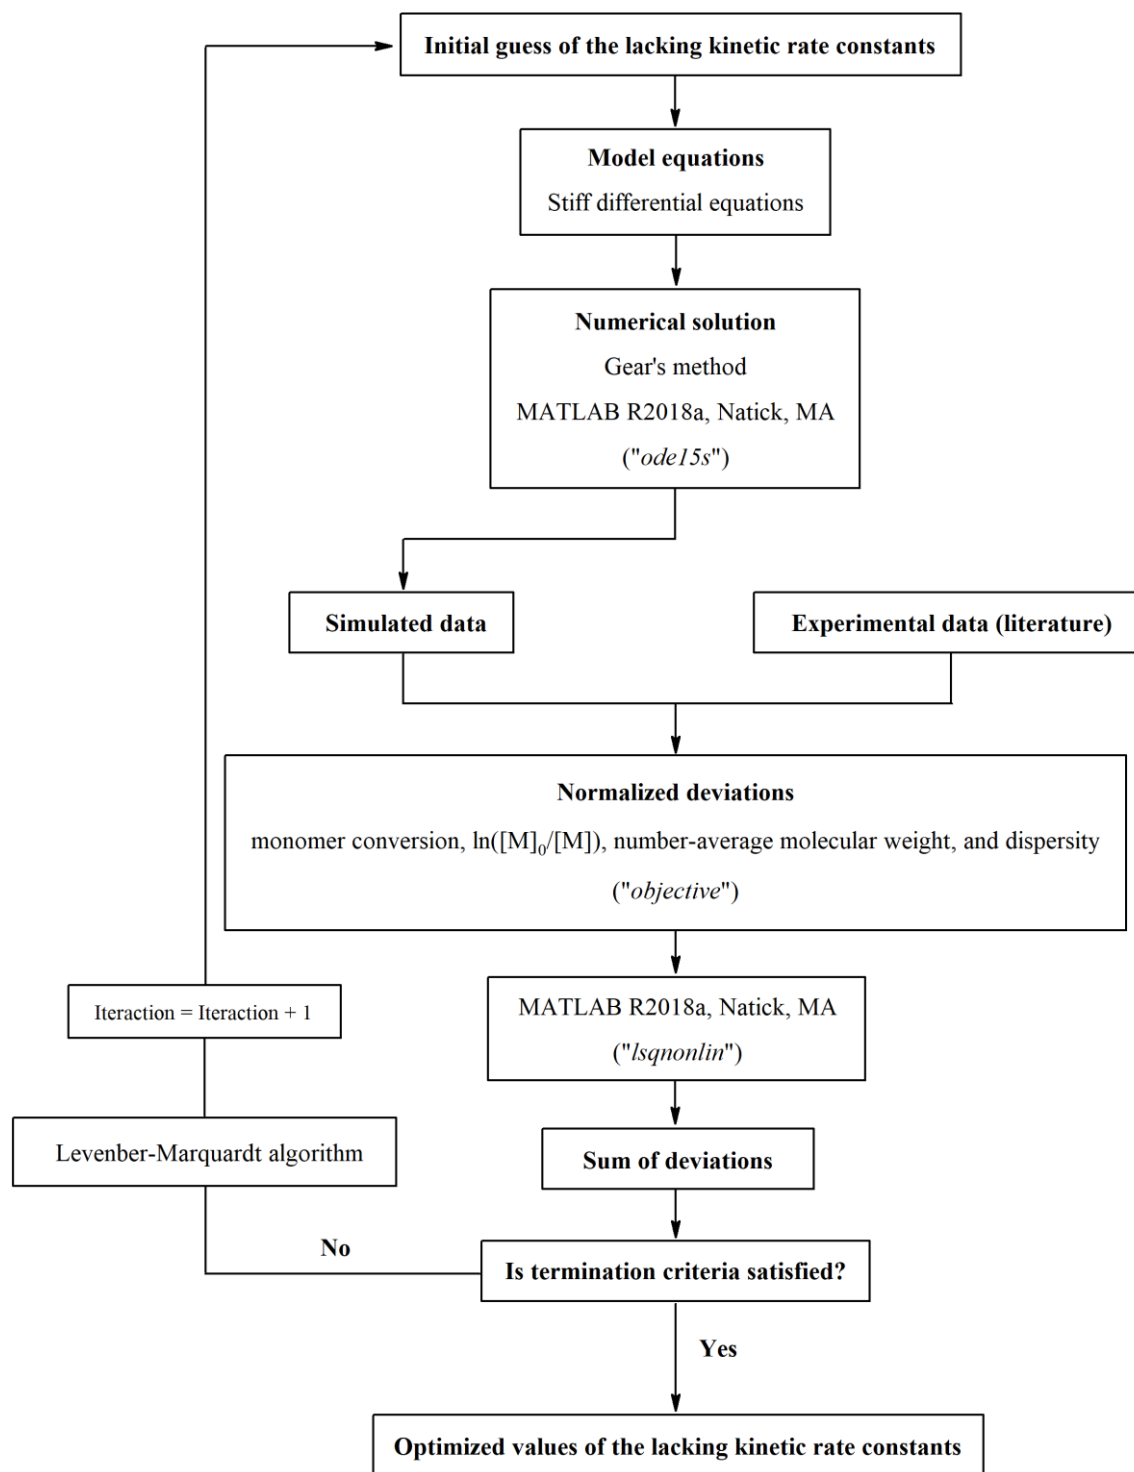 Initial guess of the lacking kinetic rate constants
Model equations
Stiff differential equations
Numerical solution
Gear's method
MATLAB R2018a, Natick, MA
("ode15s")
Simulated data
Experimental data (literature)
Normalized deviations
monomer conversion, ln([M]₀/[M]), number-average molecular weight, and dispersity
("objective")
MATLAB R2018a, Natick, MA
("lsqnonlin")
Iteraction = Iteraction + 1
Levenber-Marquardt algorithm
Sum of deviations
No
Is termination criteria satisfied?
Yes
Optimized values of the lacking kinetic rate constants